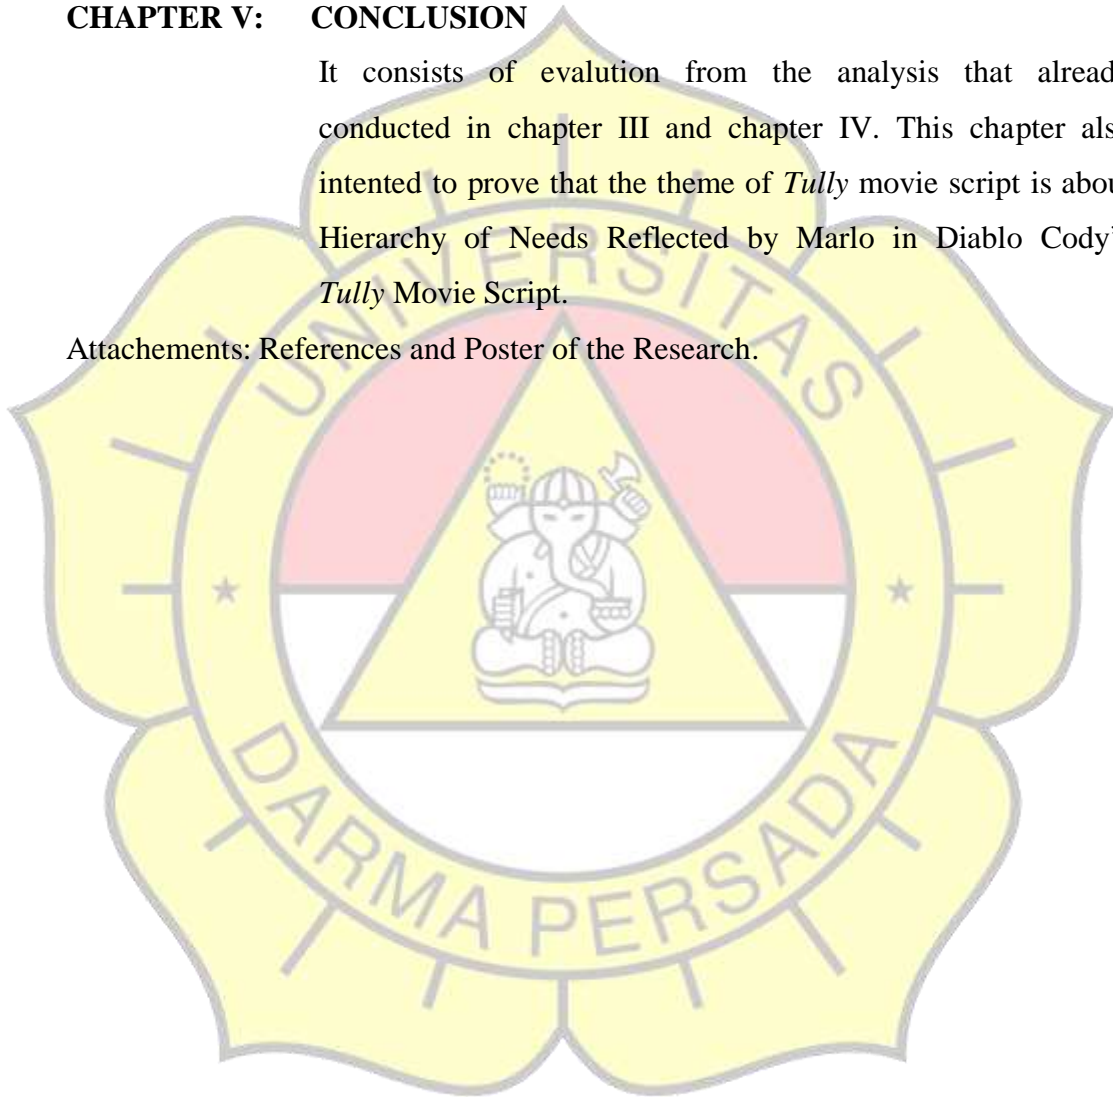 CHAPTER V: CONCLUSION
It consists of evalution from the analysis that alread
conducted in chapter III and chapter IV. This chapter als
intented to prove that the theme of Tully movie script is abou
Hierarchy of Needs Reflected by Marlo in Diablo Cody’
Tully Movie Script.
Attachements: References and Poster of the Research.
UNIVERSITAS
DARMA PERSADA